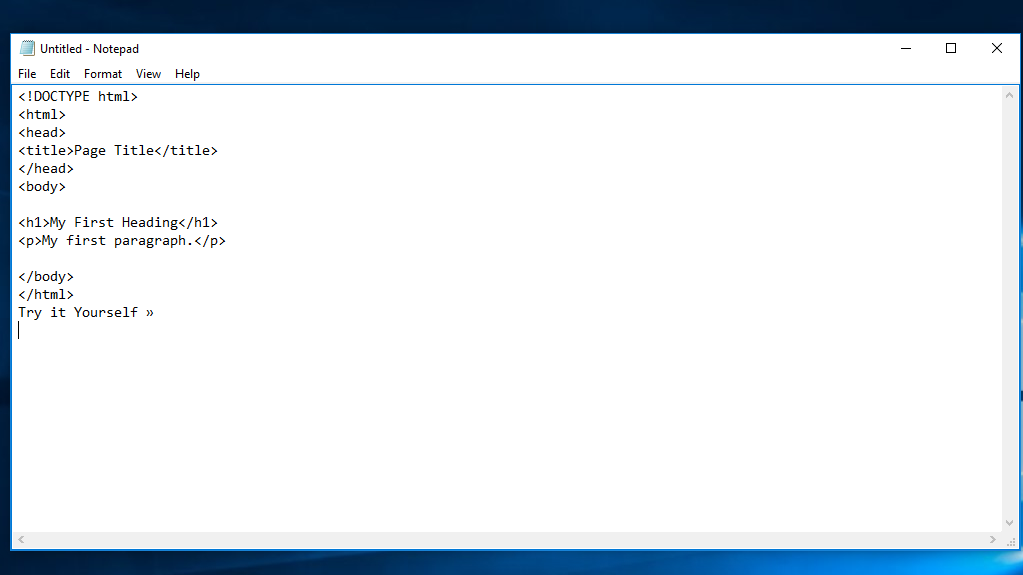 Untitled - Notepad
File Edit Format View Help
<!DOCTYPE html>
<html>
<head>
<title>Page Title</title>
</head>
<body>
<h1>My First Heading</h1>
<p>My first paragraph.</p>
</body>
</html>
Try it Yourself »